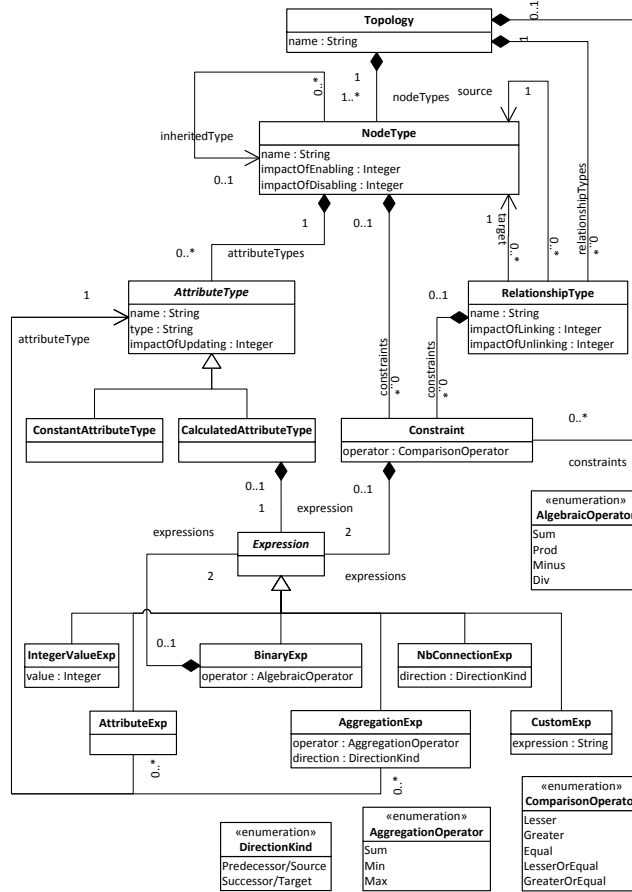 Topology
name : String
0..1
1
1
1..*
nodeTypes
source
1
0..*
inheritedType
0..1
NodeType
name : String
impactOfEnabling : Integer
impactOfDisabling : Integer
1
0..1
1
target
0..*
0..*
relationshipTypes
0..*
0..*
attributeTypes
1
attributeType
AttributeType
name : String
type : String
impactOfUpdating : Integer
0..1
RelationshipType
name : String
impactOfLinking : Integer
impactOfUnlinking : Integer
constraints
0..*
constraints
0..*
ConstantAttributeType
CalculatedAttributeType
Constraint
operator : ComparisonOperator
0..*
constraints
0..1
1
expression
0..1
2
expressions
expressions
2
Expression
«enumeration»
AlgebraicOperator
Sum
Prod
Minus
Div
0..1
IntegerValueExp
value : Integer
BinaryExp
operator : AlgebraicOperator
NbConnectionExp
direction : DirectionKind
AttributeExp
AggregationExp
operator : AggregationOperator
direction : DirectionKind
CustomExp
expression : String
0..*
0..*
«enumeration»
DirectionKind
Predecessor/Source
Successor/Target
«enumeration»
AggregationOperator
Sum
Min
Max
«enumeration»
ComparisonOperator
Lesser
Greater
Equal
LesserOrEqual
GreaterOrEqual